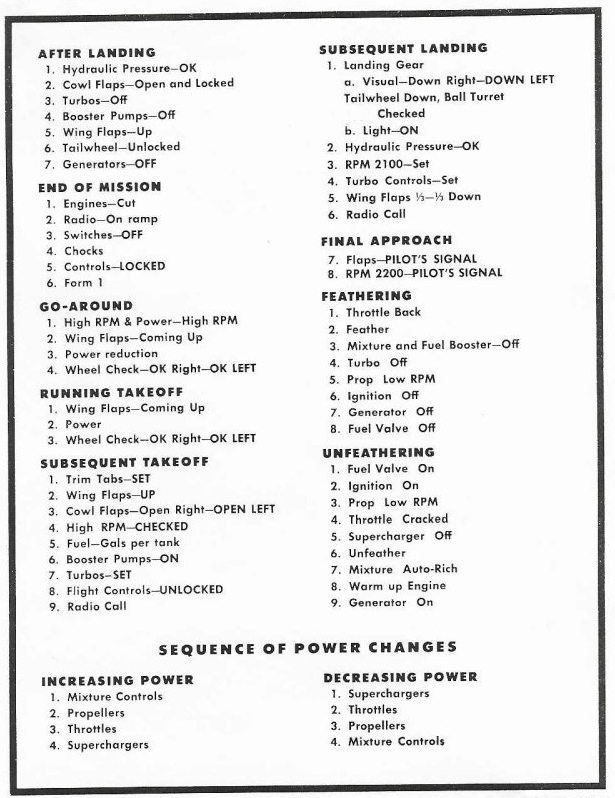 AFTER LANDING
1. Hydraulic Pressure—OK
2. Cowl Flaps—Open and Locked
3. Turbos—Off
4. Booster Pumps—Off
5. Wing Flaps—Up
6. Tailwheel—Unlocked
7. Generators—OFF
END OF MISSION
1. Engines—Cut
2. Radio—On ramp
3. Switches—OFF
4. Chocks
5. Controls—LOCKED
6. Form 1
GO-AROUND
1. High RPM & Power—High RPM
2. Wing Flaps—Coming Up
3. Power reduction
4. Wheel Check—OK Right—OK LEFT
RUNNING TAKEOFF
1. Wing Flaps—Coming Up
2. Power
3. Wheel Check—OK Right—OK LEFT
SUBSEQUENT TAKEOFF
1. Trim Tabs—SET
2. Wing Flaps—UP
3. Cowl Flaps—Open Right—OPEN LEFT
4. High RPM—CHECKED
5. Fuel—Gals per tank
6. Booster Pumps—ON
7. Turbos—SET
8. Flight Controls—UNLOCKED
9. Radio Call
SUBSEQUENT LANDING
1. Landing Gear
a. Visual—Down Right—DOWN LEFT
Tailwheel Down, Ball Turret
Checked
b. Light—ON
2. Hydraulic Pressure—OK
3. RPM 2100—Set
4. Turbo Controls—Set
5. Wing Flaps ⅓—⅓ Down
6. Radio Call
FINAL APPROACH
7. Flaps—PILOT'S SIGNAL
8. RPM 2200—PILOT'S SIGNAL
FEATHERING
1. Throttle Back
2. Feather
3. Mixture and Fuel Booster—Off
4. Turbo Off
5. Prop Low RPM
6. Ignition Off
7. Generator Off
8. Fuel Valve Off
UNFEATHERING
1. Fuel Valve On
2. Ignition On
3. Prop Low RPM
4. Throttle Cracked
5. Supercharger Off
6. Unfeather
7. Mixture Auto-Rich
8. Warm up Engine
9. Generator On
SEQUENCE OF POWER CHANGES
INCREASING POWER
1. Mixture Controls
2. Propellers
3. Throttles
4. Superchargers
DECREASING POWER
1. Superchargers
2. Throttles
3. Propellers
4. Mixture Controls